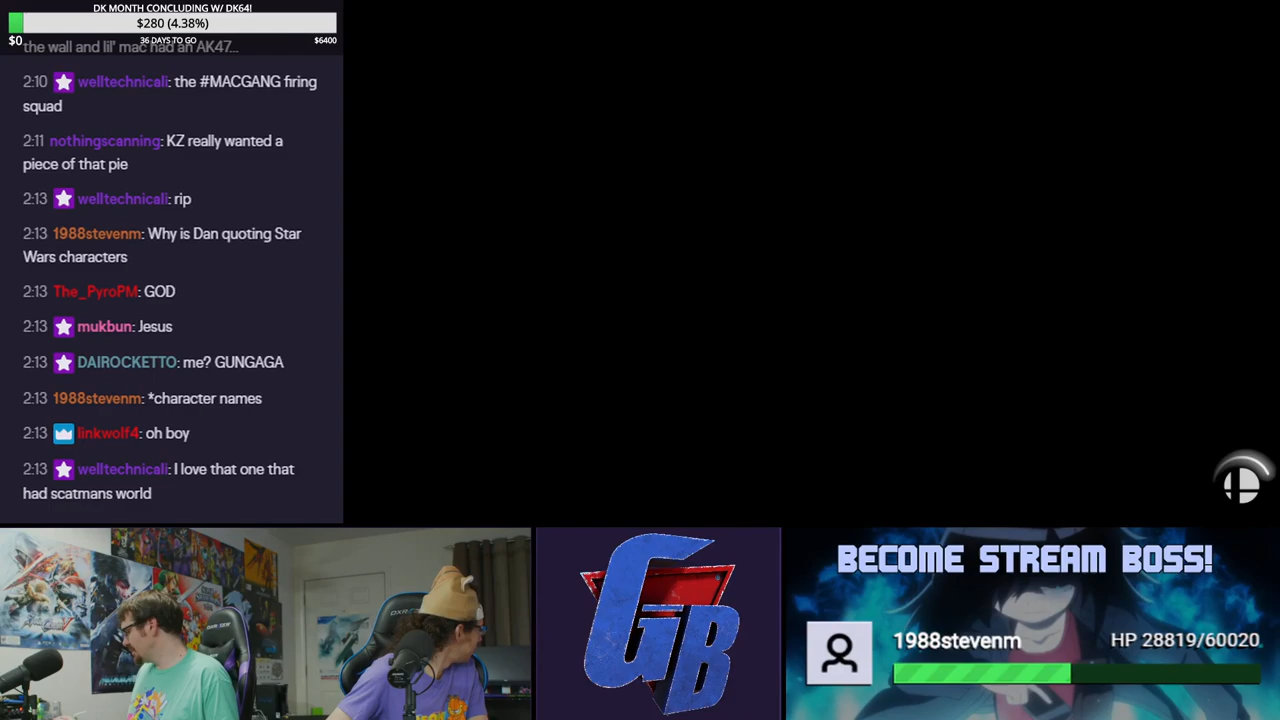 DK MONTH CONCLUDING W/ DK64!
$280 (4.38%)
$0 36 DAYS TO GO $6400
the wall and lil' mac had an AK47...
2:10 welltechnicali: the #MACGANG firing
squad
2:11 nothingscanning: KZ really wanted a
piece of that pie
2:13 welltechnicali: rip
2:13 1988stevenm: Why is Dan quoting Star
Wars characters
2:13 The_PyroPM: GOD
2:13 mukbun: Jesus
2:13 DAIROCKETTO: me? GUNGAGA
2:13 1988stevenm: *character names
2:13 linkwolf4: oh boy
2:13 welltechnicali: I love that one that
had scatmans world
DXR
GB
BECOME STREAM BOSS!
1988stevenm HP 28819/60020